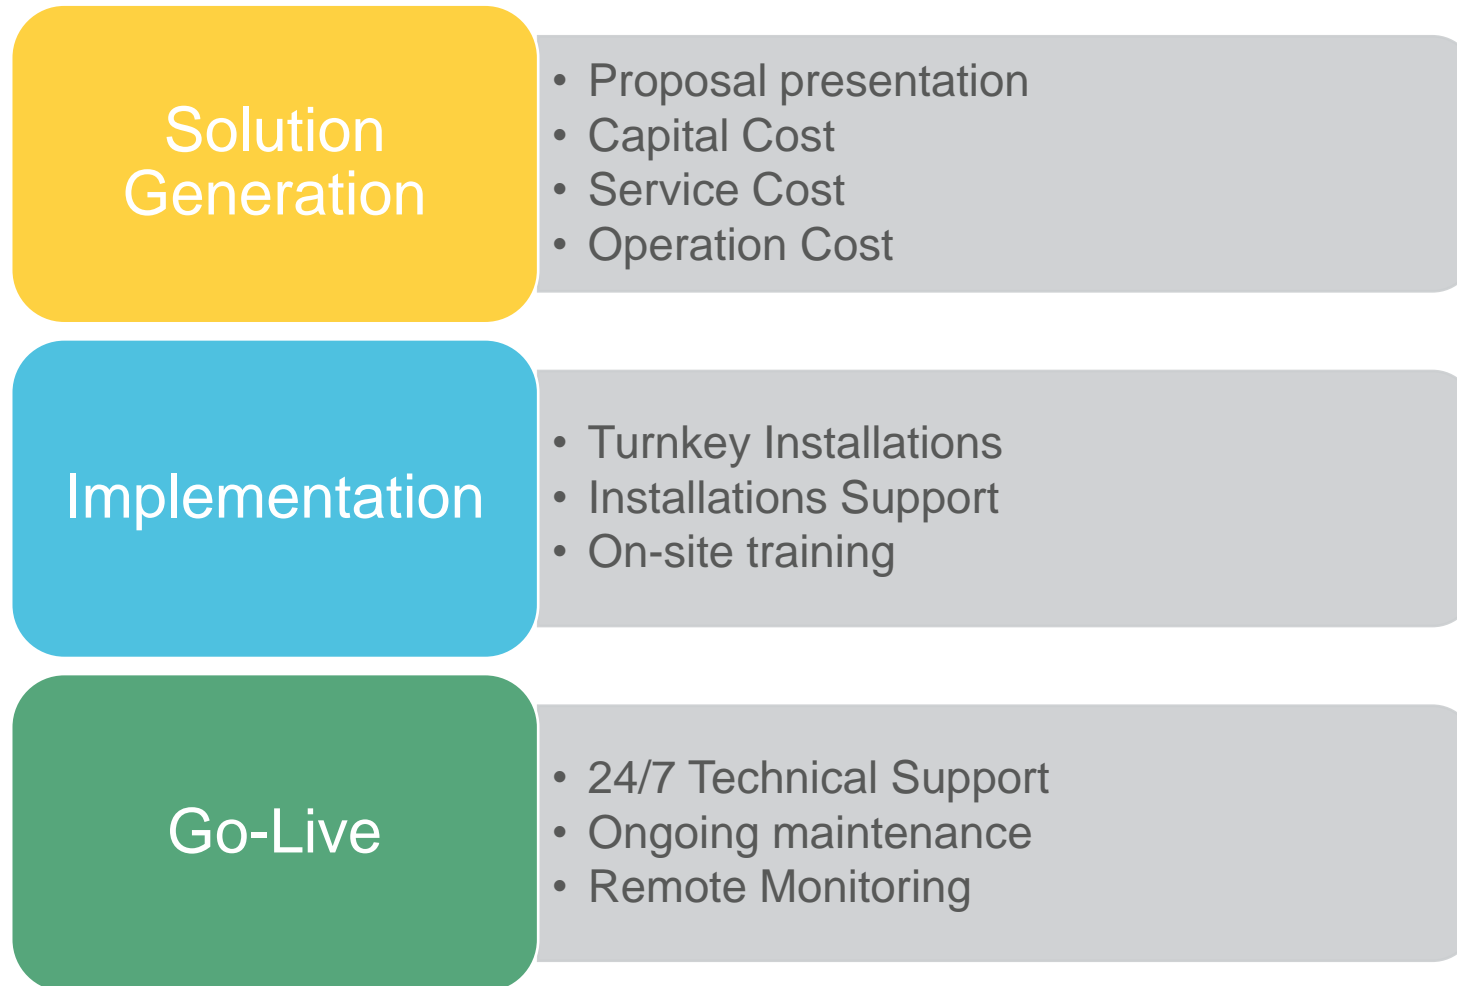 Solution
Generation
• Proposal presentation
• Capital Cost
• Service Cost
• Operation Cost
Implementation
• Turnkey Installations
• Installations Support
• On-site training
Go-Live
• 24/7 Technical Support
• Ongoing maintenance
• Remote Monitoring